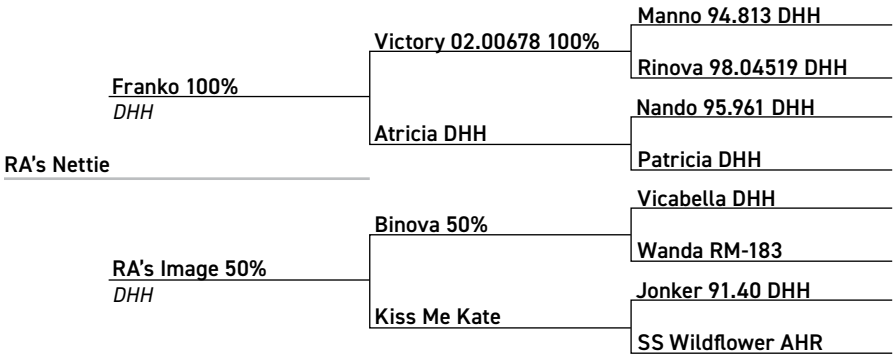 Manno 94.813 DHH
Victory 02.00678 100%
Rinova 98.04519 DHH
Franko 100%
DHH
Nando 95.961 DHH
Atricia DHH
Patricia DHH
RA's Nettie
Vicabella DHH
Binova 50%
Wanda RM-183
RA's Image 50%
DHH
Jonker 91.40 DHH
Kiss Me Kate
SS Wildflower AHR